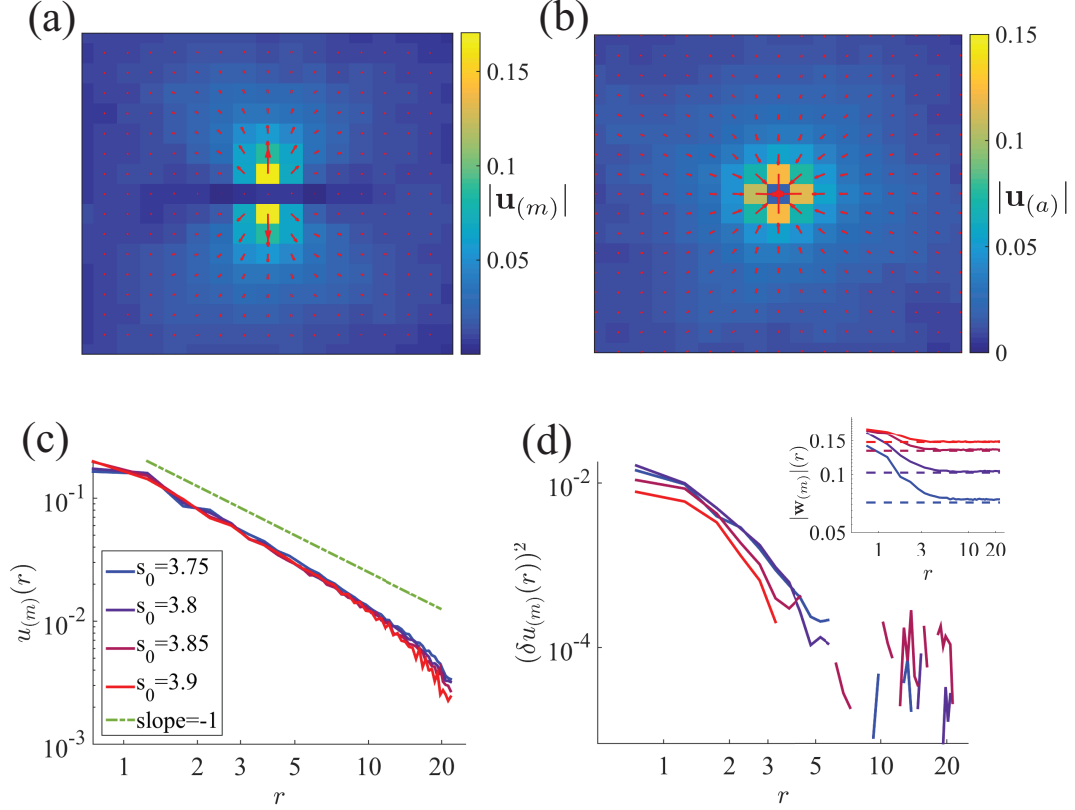 (a)
0.15
0.1
|u(m)|
0.05
(b)
0.15
0.1
|u(a)|
0.05
0
(c)
10⁻¹
10⁻²
10⁻³
u(m)(r)
s₀=3.75
s₀=3.8
s₀=3.85
s₀=3.9
slope=-1
1 2 3 5 10 20
r
(d)
10⁻²
10⁻⁴
(δu(m)(r))²
1 2 3 5 10 20
r
0.15
0.1
0.05
|w(m)|(r)
1 3 10 20
r